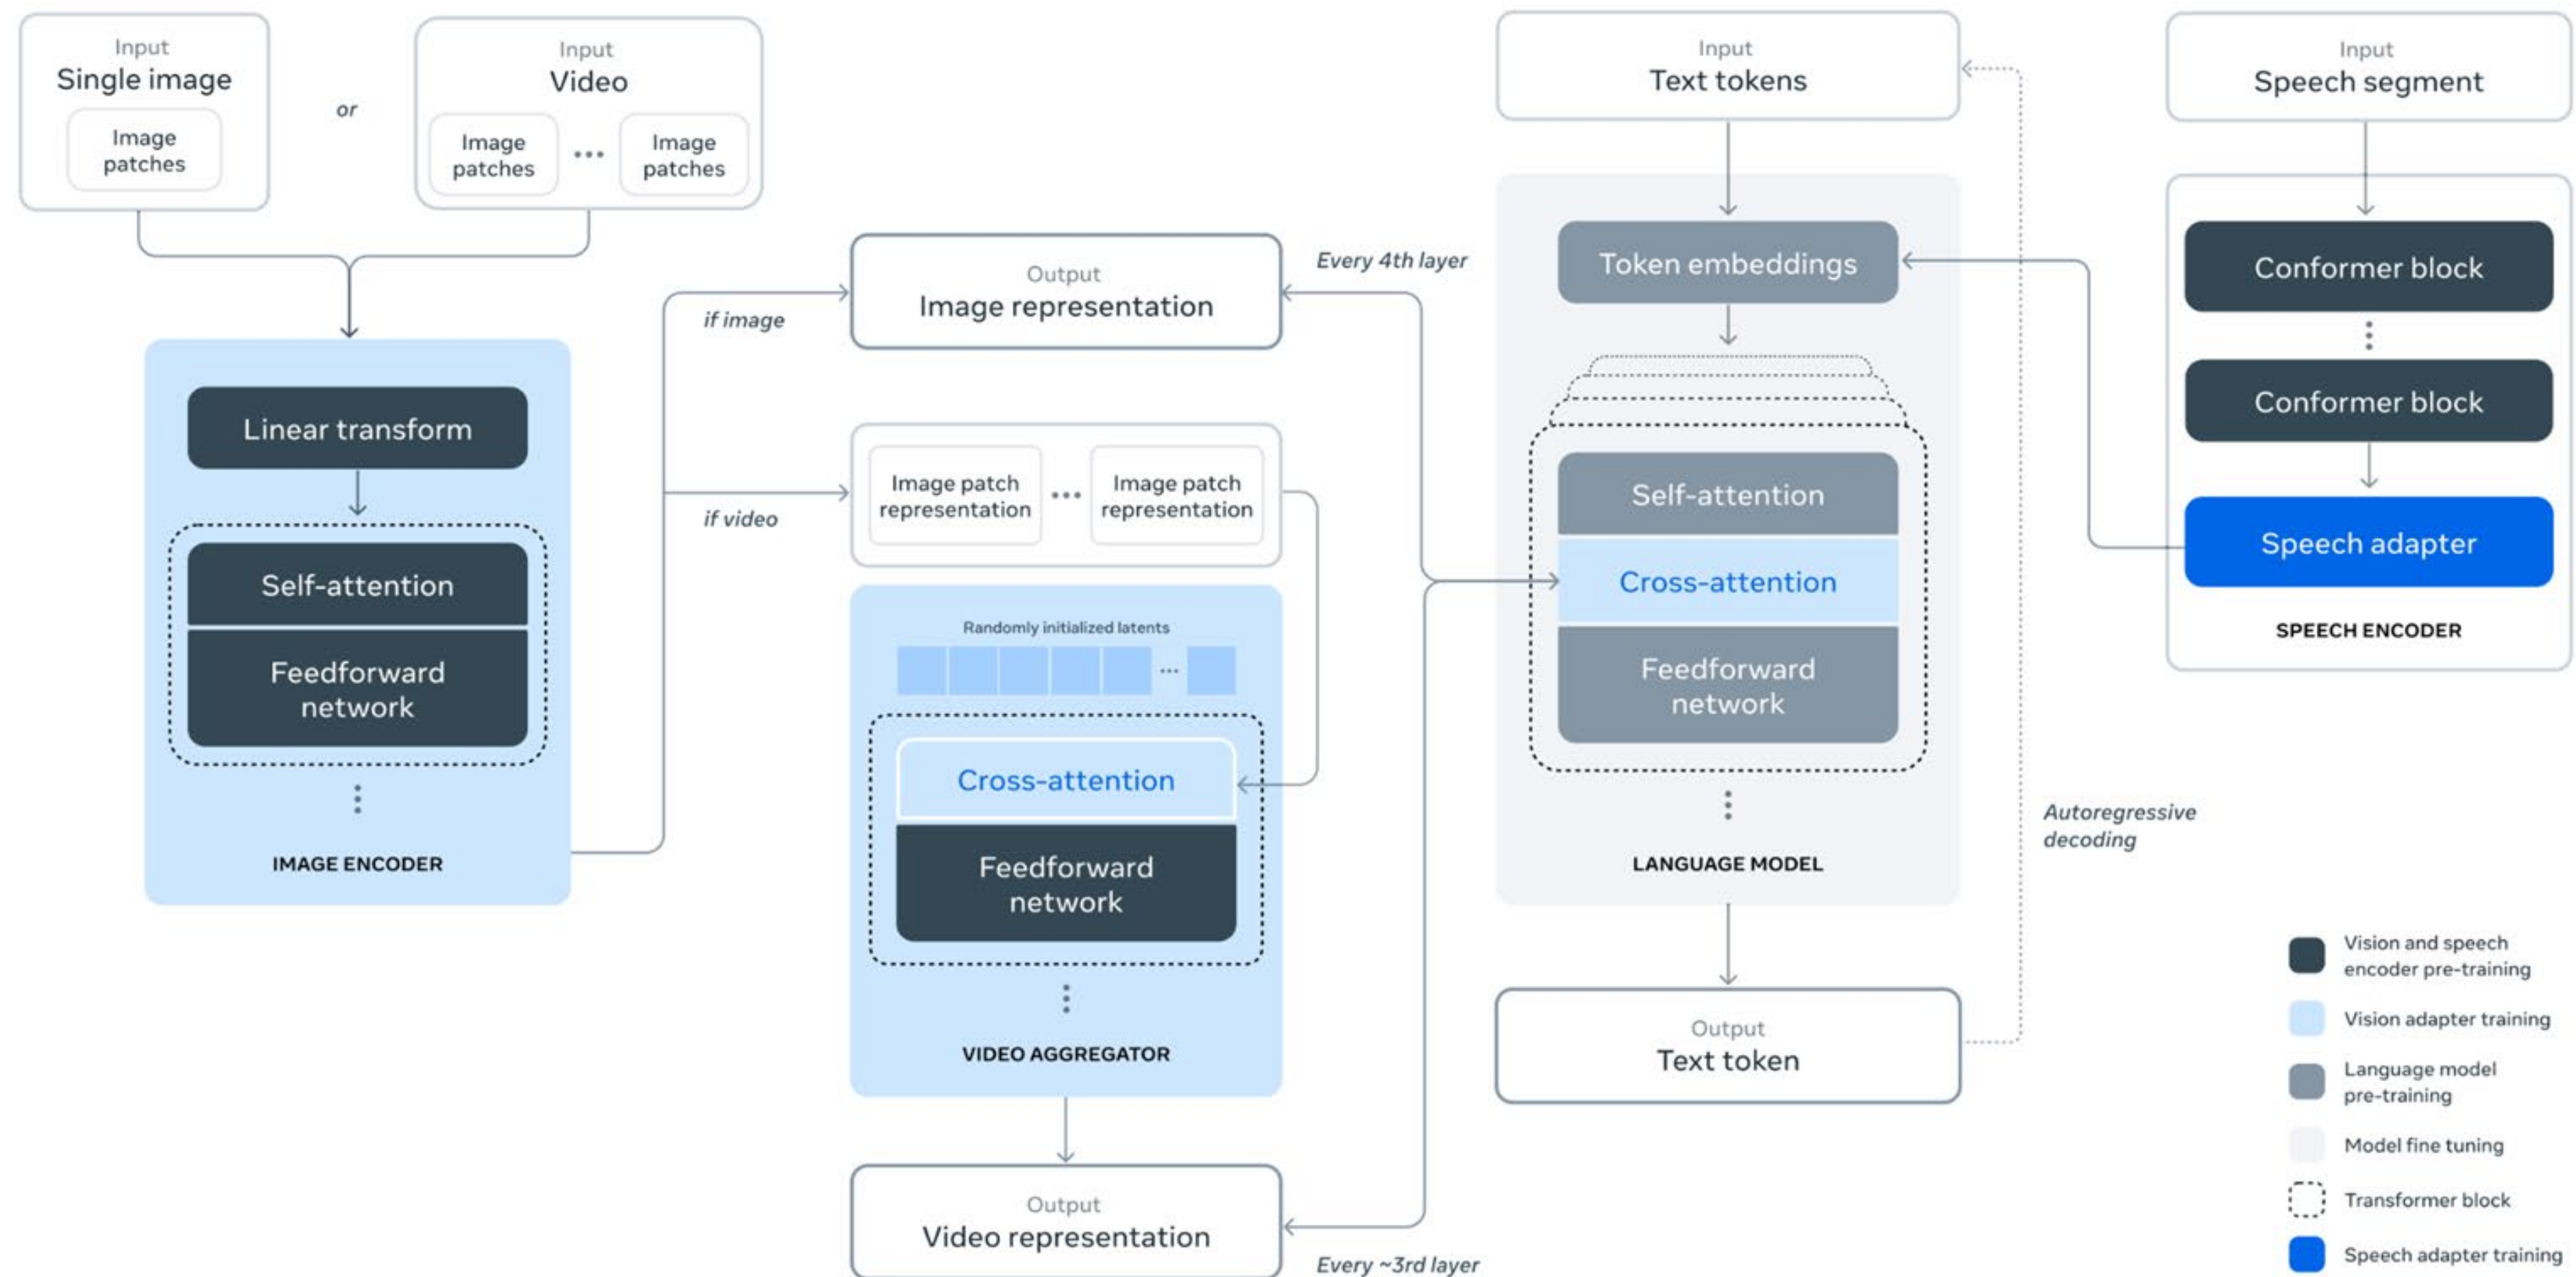 Input
Single image
Image
patches
or
Input
Video
Image
patches
...
Image
patches
Linear transform
Self-attention
Feedforward
network
IMAGE ENCODER
if image
if video
Output
Image representation
Image patch
representation
...
Image patch
representation
Randomly initialized latents
...
Cross-attention
Feedforward
network
VIDEO AGGREGATOR
Output
Video representation
Every 4th layer
Every ~3rd layer
Input
Text tokens
Token embeddings
Self-attention
Cross-attention
Feedforward
network
LANGUAGE MODEL
Output
Text token
Autoregressive
decoding
Input
Speech segment
Conformer block
Conformer block
Speech adapter
SPEECH ENCODER
Vision and speech
encoder pre-training
Vision adapter training
Language model
pre-training
Model fine tuning
Transformer block
Speech adapter training